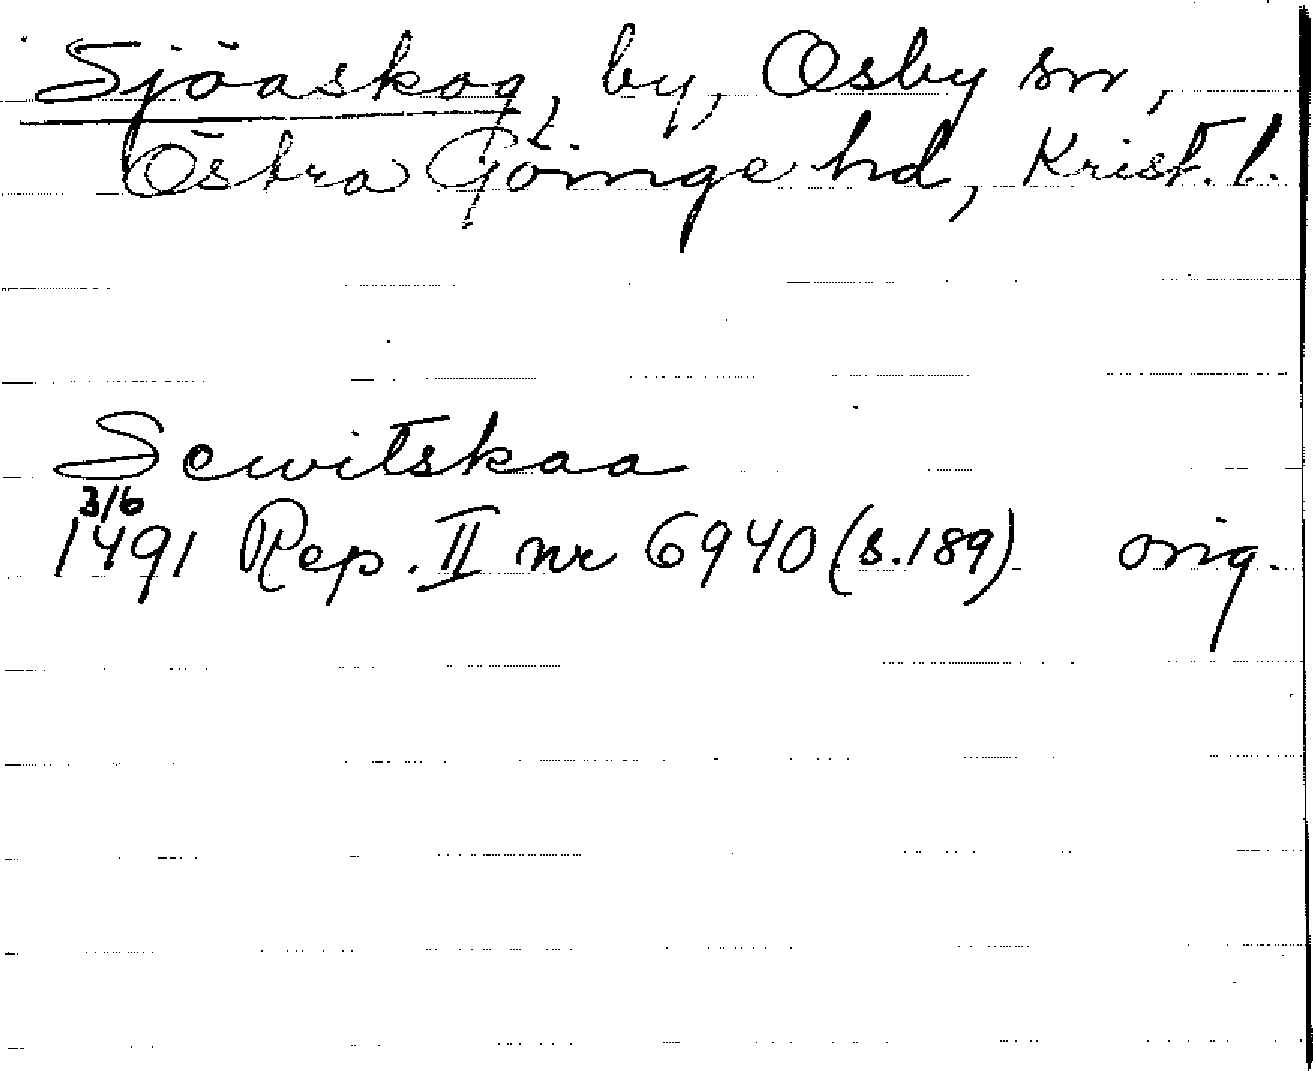 Sjöaskog, by, Osby sn,
Östra Göinge hd, Krist. l.
Sewitskaa
3/6
1491 Rep. II nr 6940 (s.189) orig.